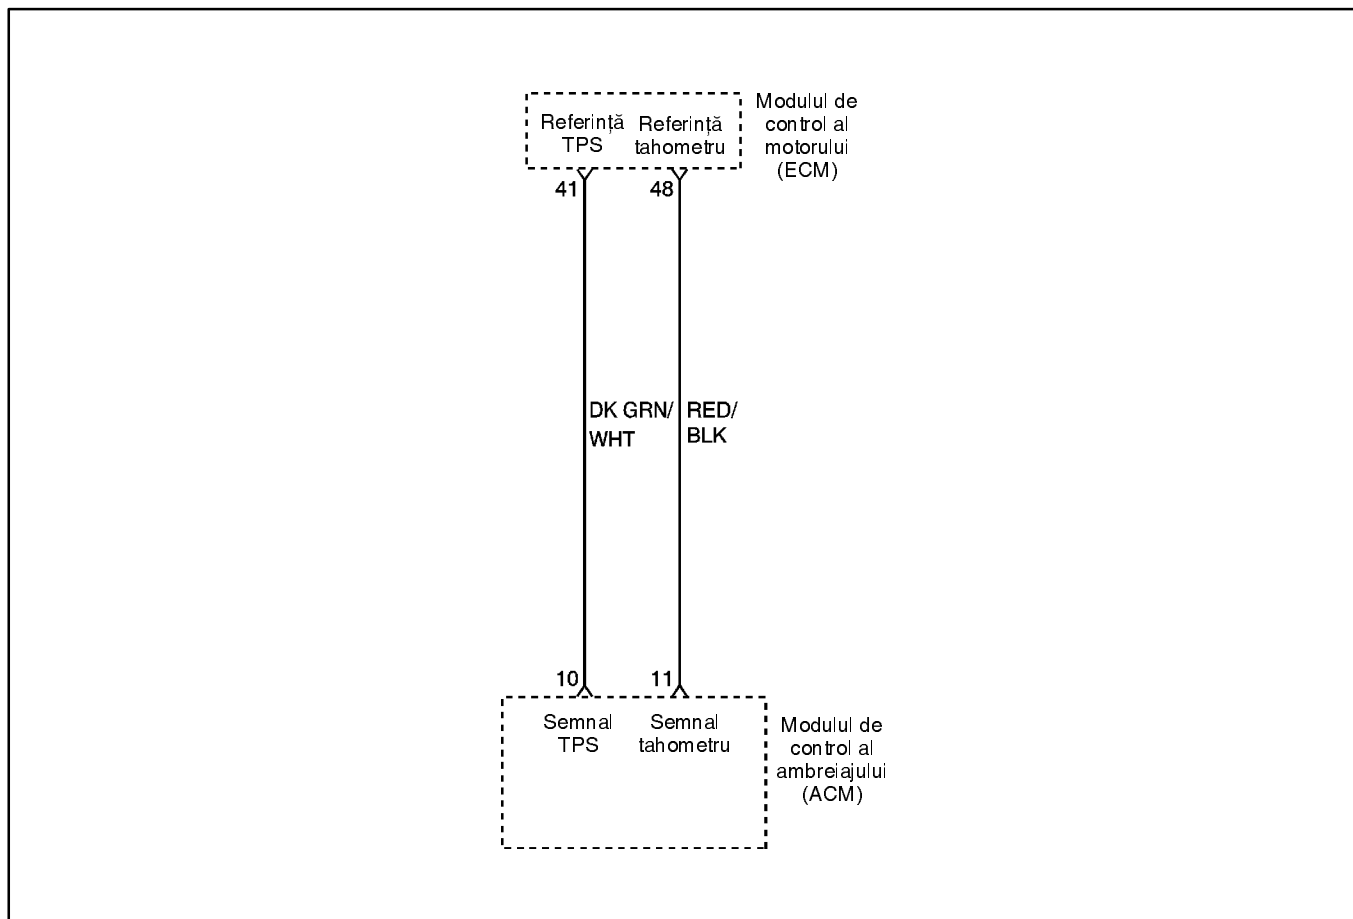 Referință
TPS
Referință
tahometru
Modulul de
control al
motorului
(ECM)
41
48
DK GRN/
WHT
RED/
BLK
10
11
Semnal
TPS
Semnal
tahometru
Modulul de
control al
ambreiajului
(ACM)